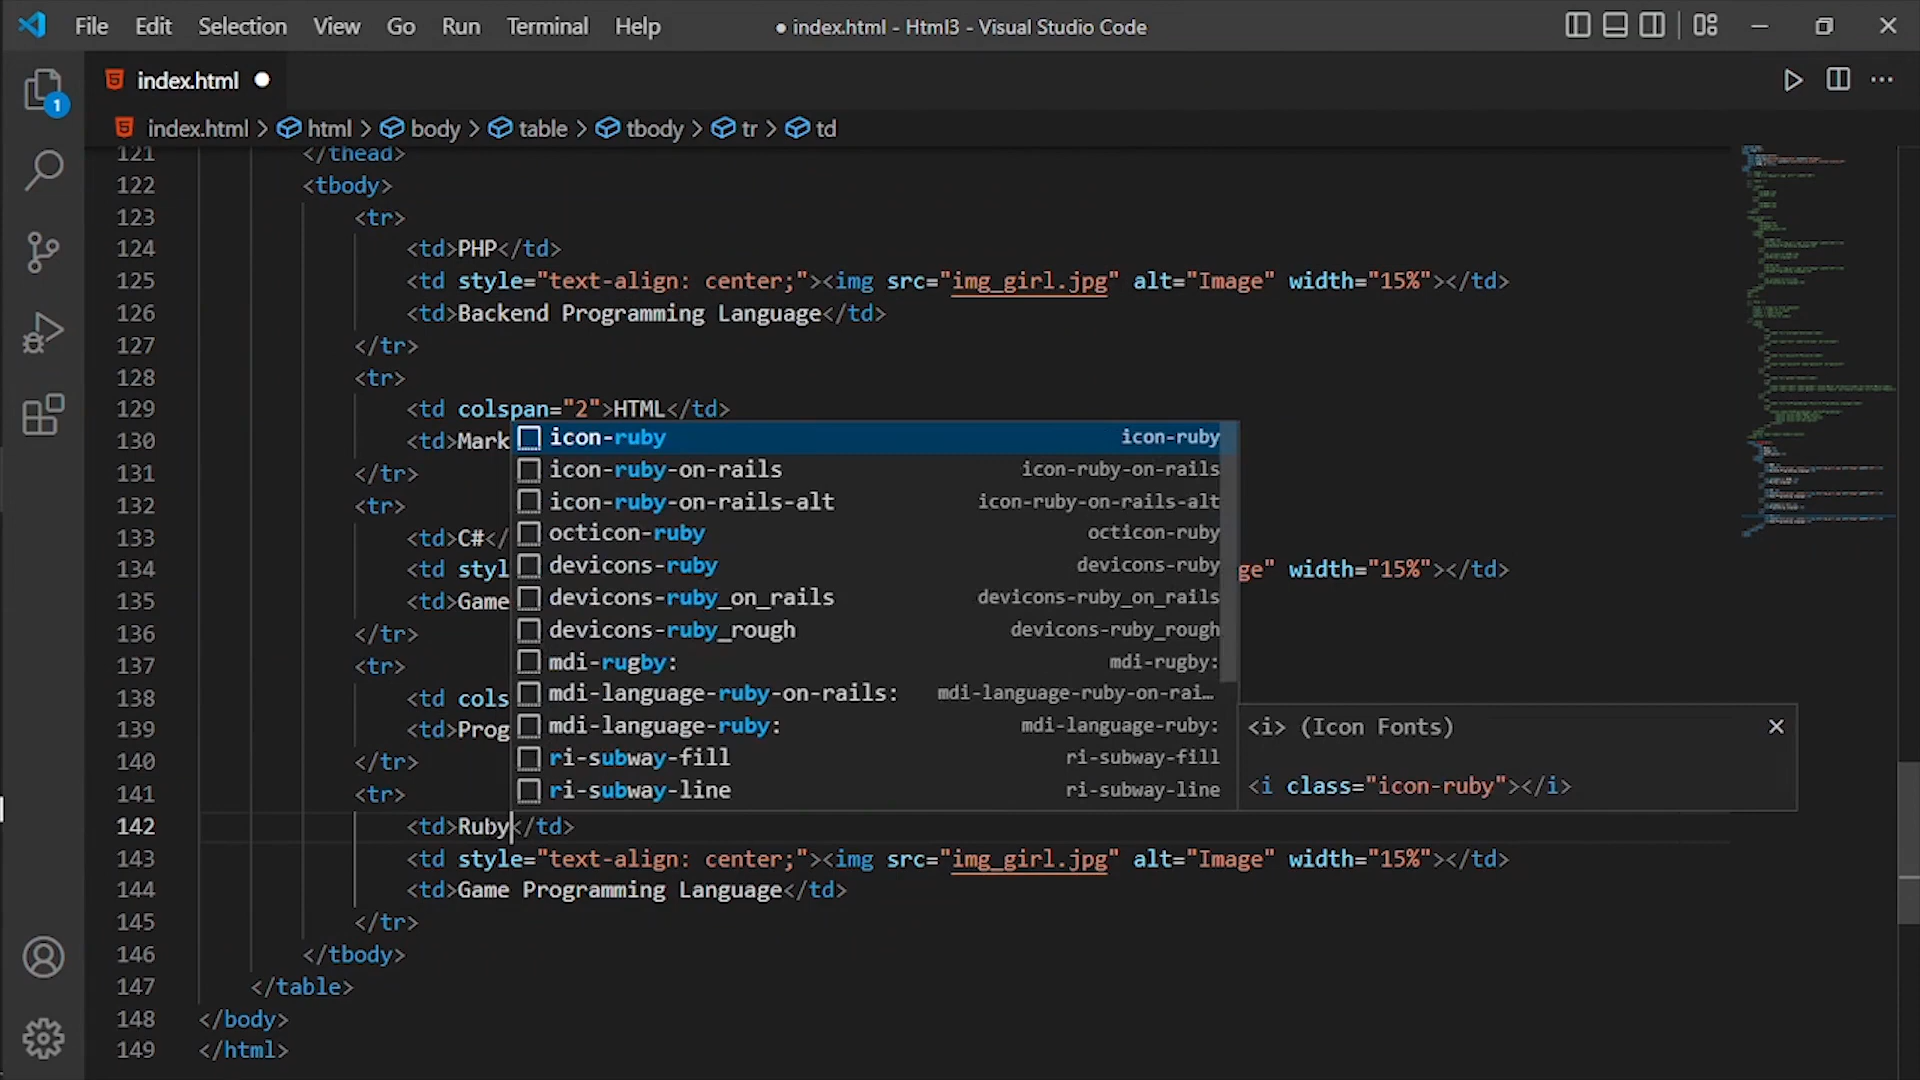 File Edit Selection View Go Run Terminal Help ● index.html - Html3 - Visual Studio Code
index.html
1
index.html > html > body > table > tbody > tr > td
121 </thead>
122 <tbody>
123 <tr>
124 <td>PHP</td>
125 <td style="text-align: center;"><img src="img_girl.jpg" alt="Image" width="15%"></td>
126 <td>Backend Programming Language</td>
127 </tr>
128 <tr>
129 <td colspan="2">HTML</td>
130 <td>Mark
131 </tr>
132 <tr>
133 <td>C#</
134 <td styl ge" width="15%"></td>
135 <td>Game
136 </tr>
137 <tr>
138 <td cols
139 <td>Prog
140 </tr>
141 <tr>
142 <td>Ruby</td>
143 <td style="text-align: center;"><img src="img_girl.jpg" alt="Image" width="15%"></td>
144 <td>Game Programming Language</td>
145 </tr>
146 </tbody>
147 </table>
148 </body>
149 </html>
icon-ruby icon-ruby
icon-ruby-on-rails icon-ruby-on-rails
icon-ruby-on-rails-alt icon-ruby-on-rails-alt
octicon-ruby octicon-ruby
devicons-ruby devicons-ruby
devicons-ruby_on_rails devicons-ruby_on_rails
devicons-ruby_rough devicons-ruby_rough
mdi-rugby: mdi-rugby:
mdi-language-ruby-on-rails: mdi-language-ruby-on-rai…
mdi-language-ruby: mdi-language-ruby:
ri-subway-fill ri-subway-fill
ri-subway-line ri-subway-line
<i> (Icon Fonts)
<i class="icon-ruby"></i>